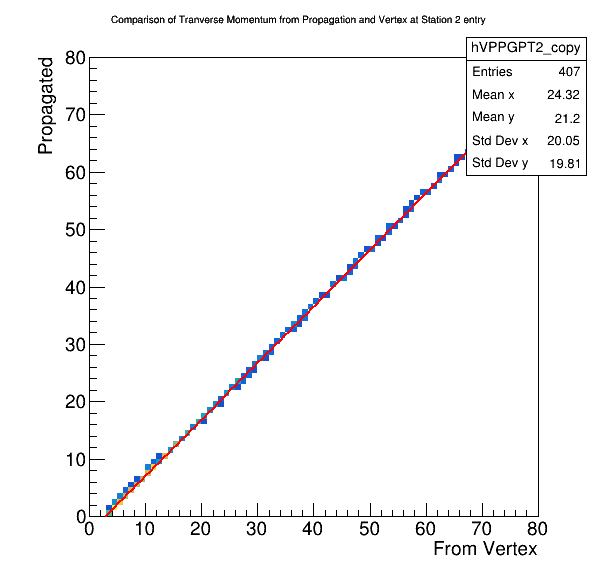 Comparison of Tranverse Momentum from Propagation and Vertex at Station 2 entry
hVPPGPT2_copy
Entries 407
Mean x 24.32
Mean y 21.2
Std Dev x 20.05
Std Dev y 19.81
Propagated
80
70
60
50
40
30
20
10
0
0 10 20 30 40 50 60 70 80
From Vertex